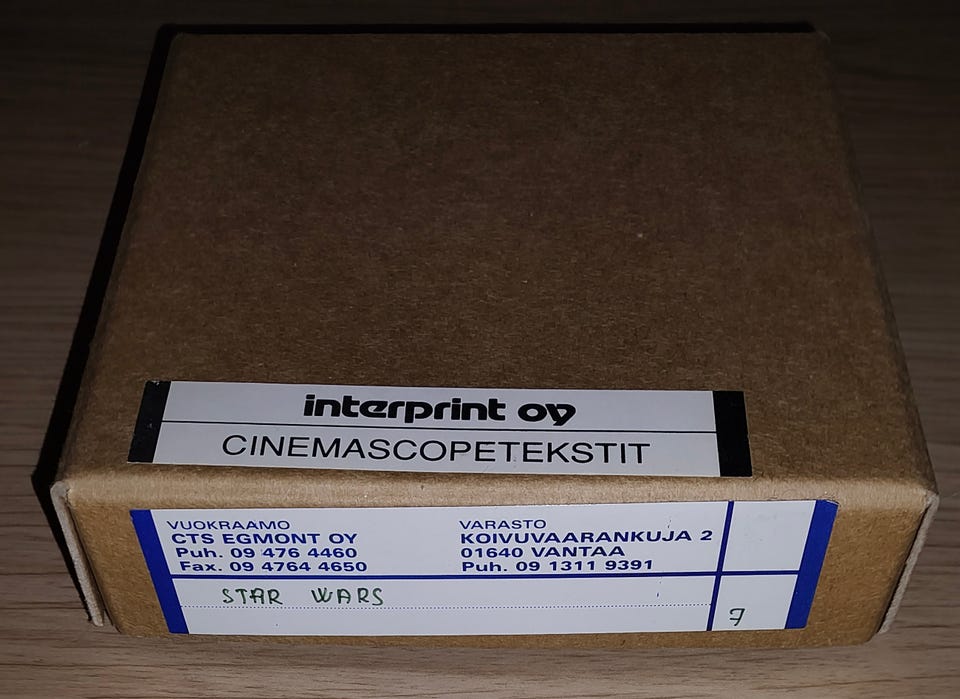 interprint oy
CINEMASCOPETEKSTIT
VUOKRAAMO
CTS EGMONT OY
Puh. 09 476 4460
Fax. 09 4764 4650
VARASTO
KOIVUVAARANKUJA 2
01640 VANTAA
Puh. 09 1311 9391
STAR WARS
7